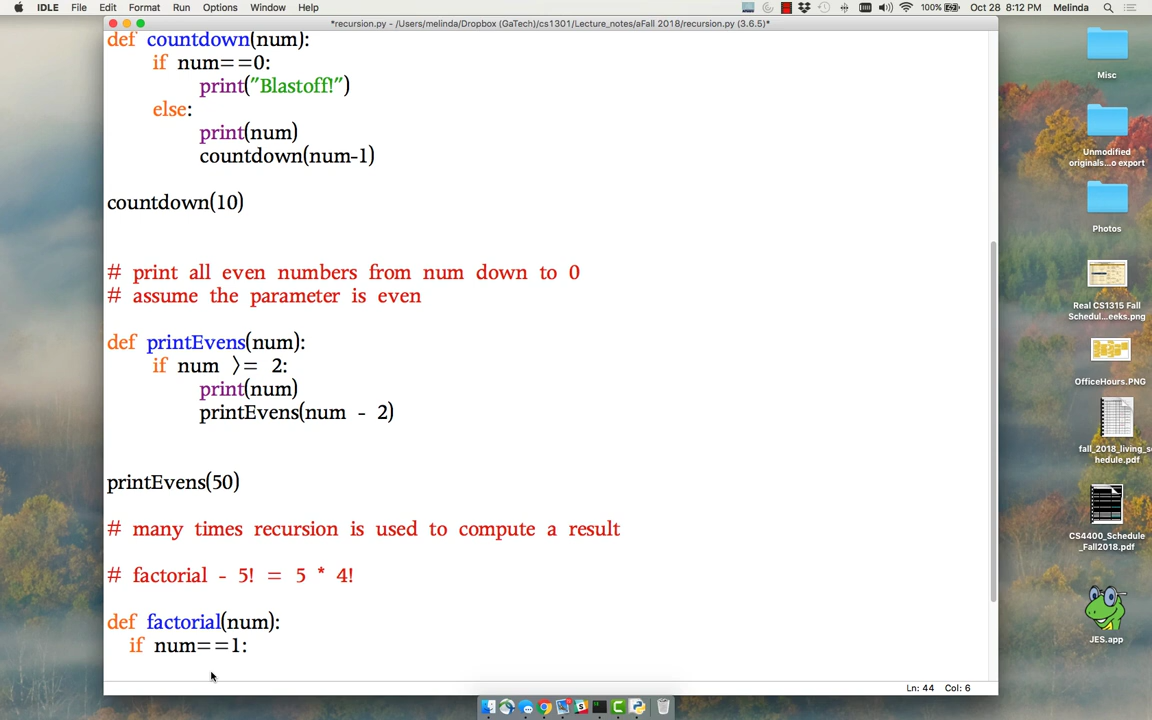 IDLE File Edit Format Run Options Window Help 100% Oct 28 8:12 PM Melinda
*recursion.py - /Users/melinda/Dropbox (GaTech)/cs1301/Lecture_notes/aFall 2018/recursion.py (3.6.5)*
def countdown(num):
if num==0:
print("Blastoff!")
else:
print(num)
countdown(num-1)
countdown(10)
# print all even numbers from num down to 0
# assume the parameter is even
def printEvens(num):
if num >= 2:
print(num)
printEvens(num - 2)
printEvens(50)
# many times recursion is used to compute a result
# factorial - 5! = 5 * 4!
def factorial(num):
if num==1:
Ln: 44 Col: 6
Misc
Unmodified
originals...o export
Photos
Real CS1315 Fall
Schedul...eeks.png
OfficeHours.PNG
fall_2018_living_s
hedule.pdf
CS4400_Schedule
_Fall2018.pdf
JES.app